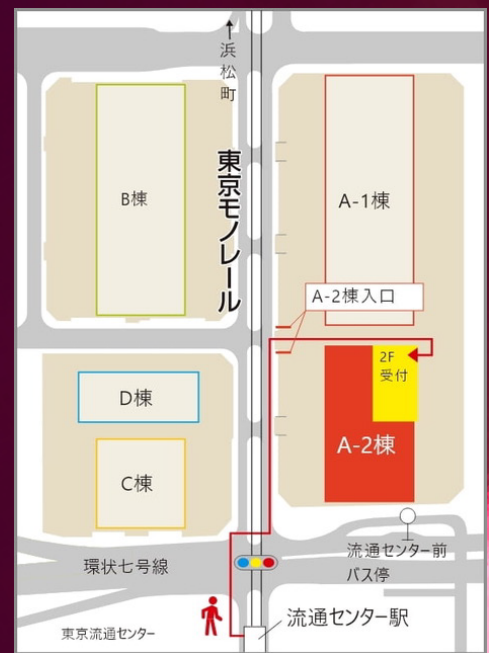 浜松町
東京モノレール
B棟
A-1棟
A-2棟入口
2F
受付
D棟
A-2棟
C棟
流通センター前
バス停
環状七号線
流通センター駅
東京流通センター